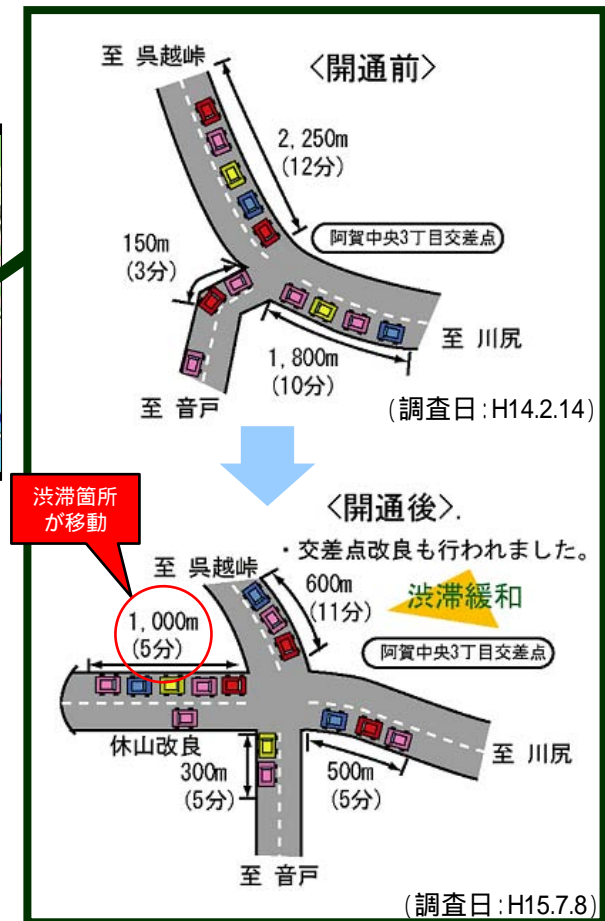 至 呉越峠
〈開通前〉
2,250m
(12分)
阿賀中央3丁目交差点
150m
(3分)
至 川尻
1,800m
(10分)
至 音戸
(調査日:H14.2.14)
渋滞箇所
が移動
〈開通後〉.
・交差点改良も行われました。
至 呉越峠
600m
(11分)
渋滞緩和
1,000m
(5分)
阿賀中央3丁目交差点
休山改良
至 川尻
300m
(5分)
500m
(5分)
至 音戸
(調査日:H15.7.8)